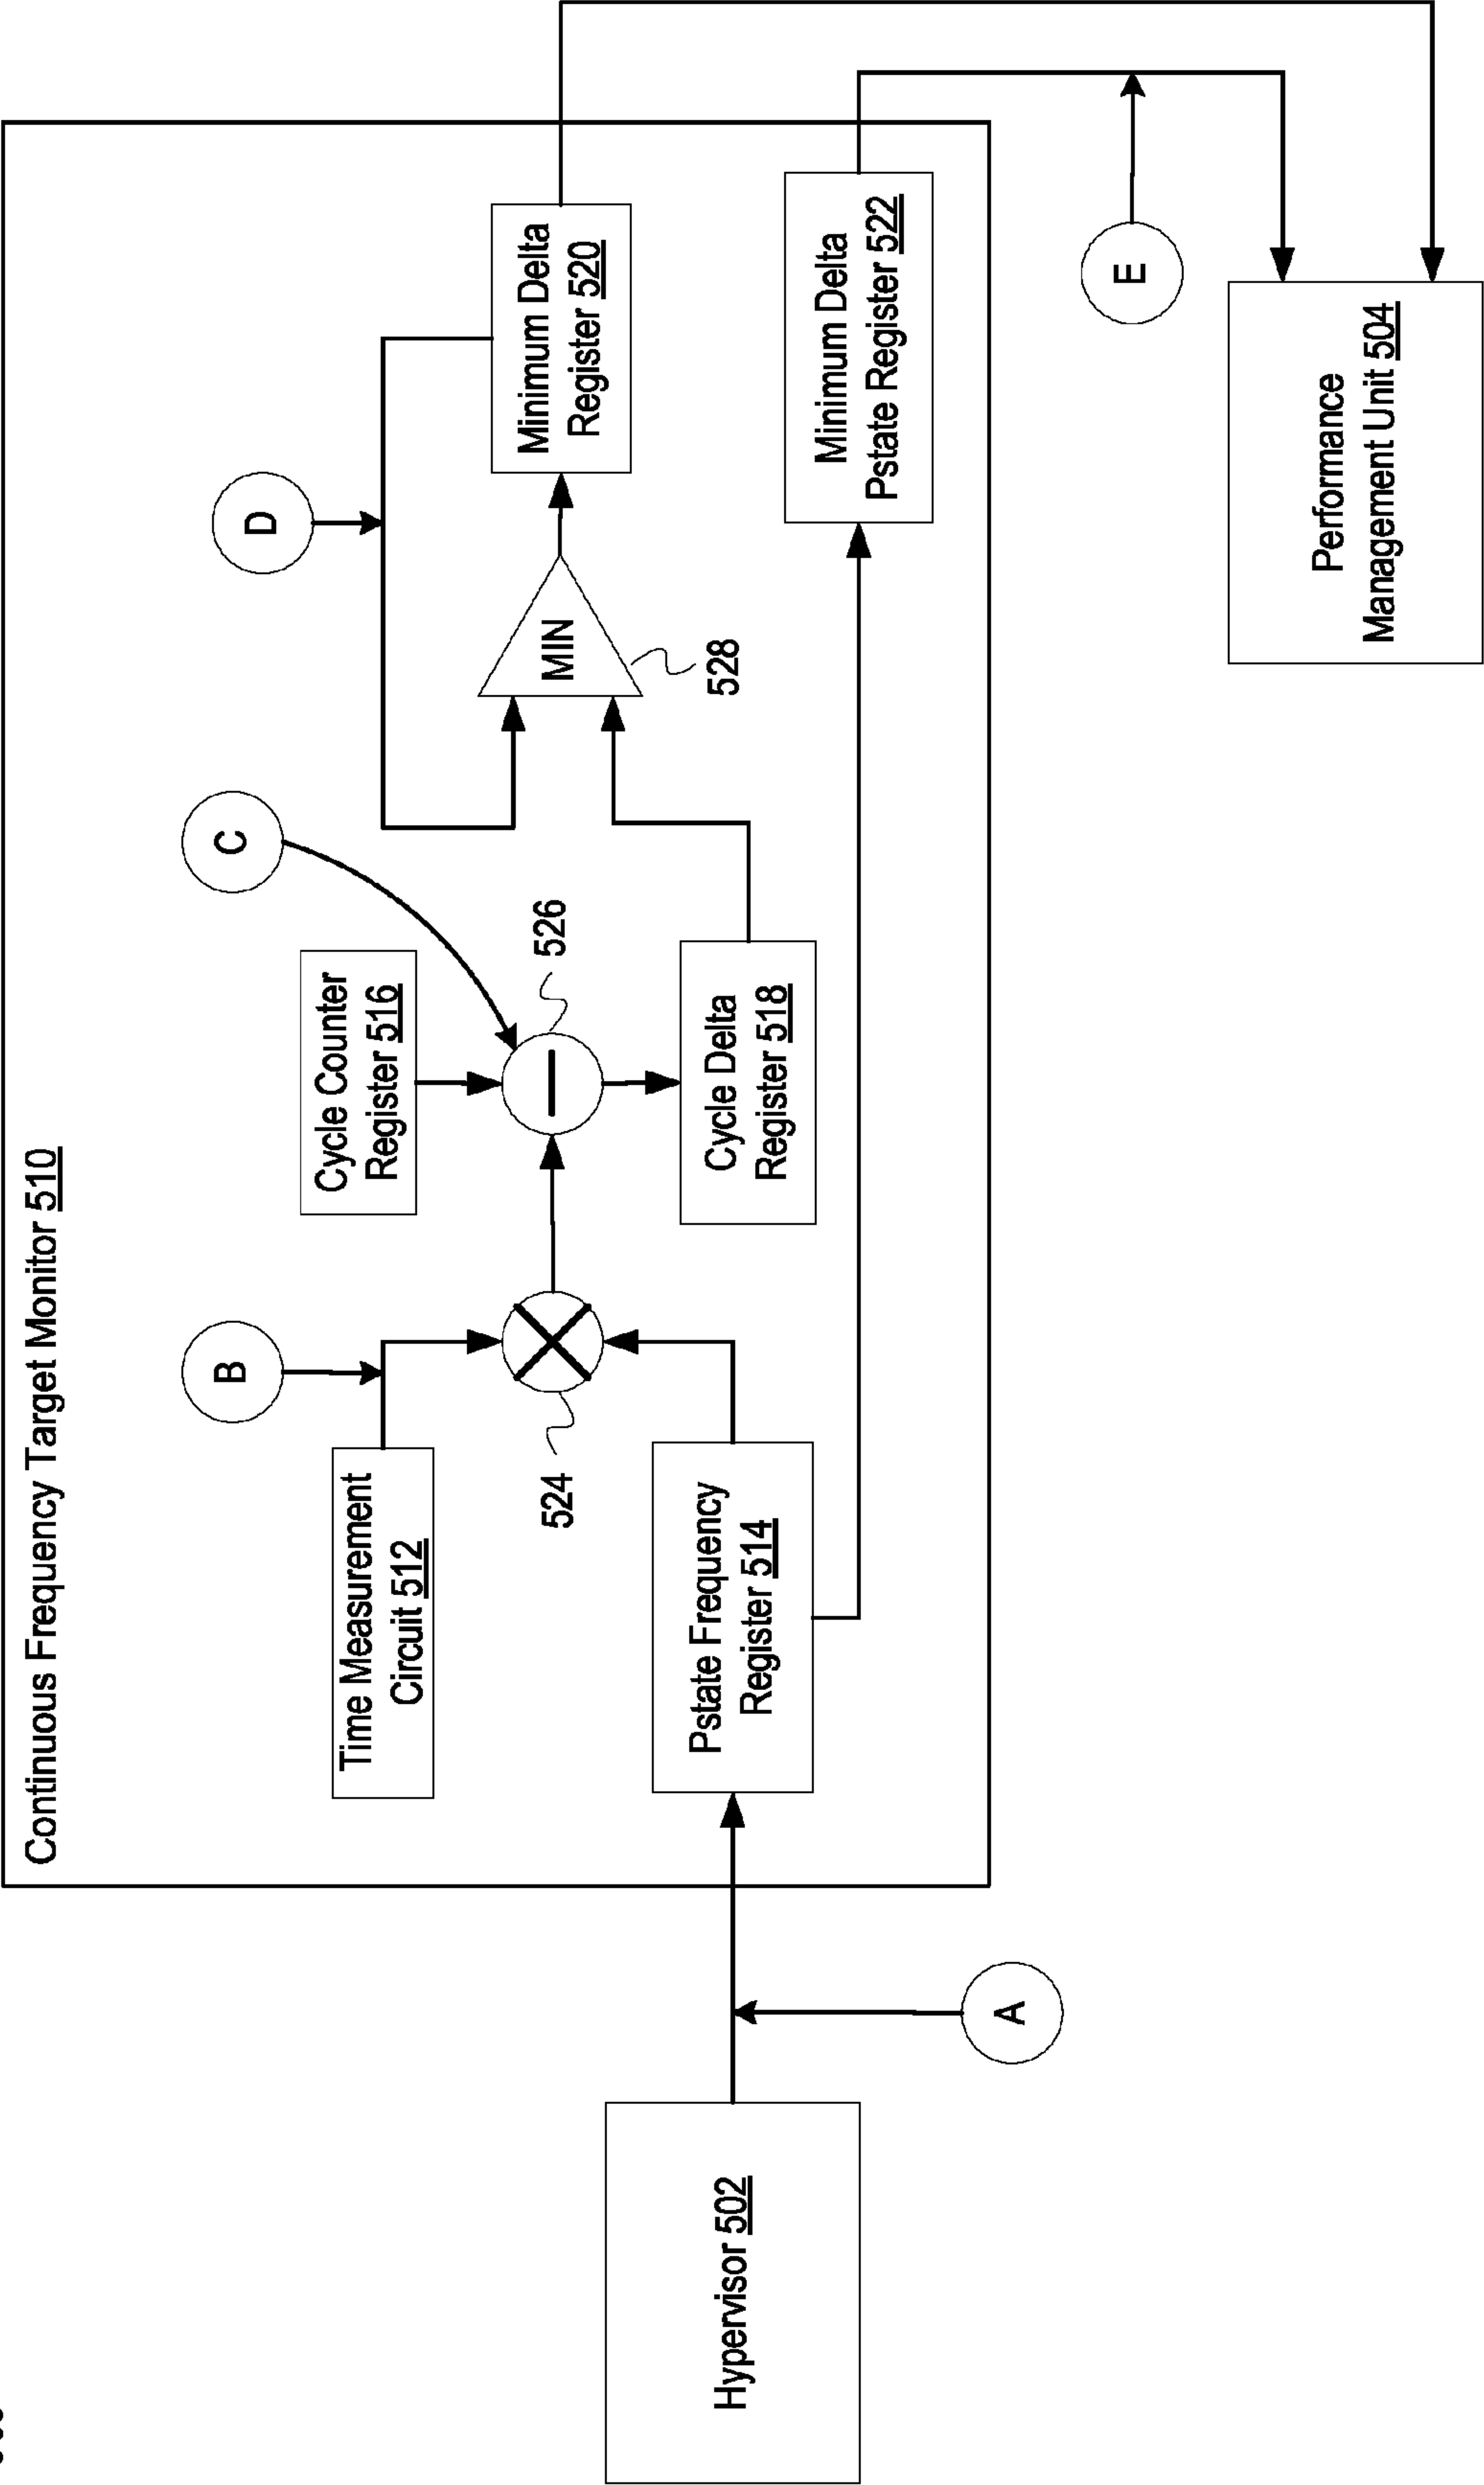 Continuous Frequency Target Monitor 510
B
C
D
Time Measurement
Circuit 512
Cycle Counter
Register 516
524
526
MIN
528
Minimum Delta
Register 520
Hypervisor 502
A
Pstate Frequency
Register 514
Cycle Delta
Register 518
Minimum Delta
Pstate Register 522
E
Performance
Management Unit 504